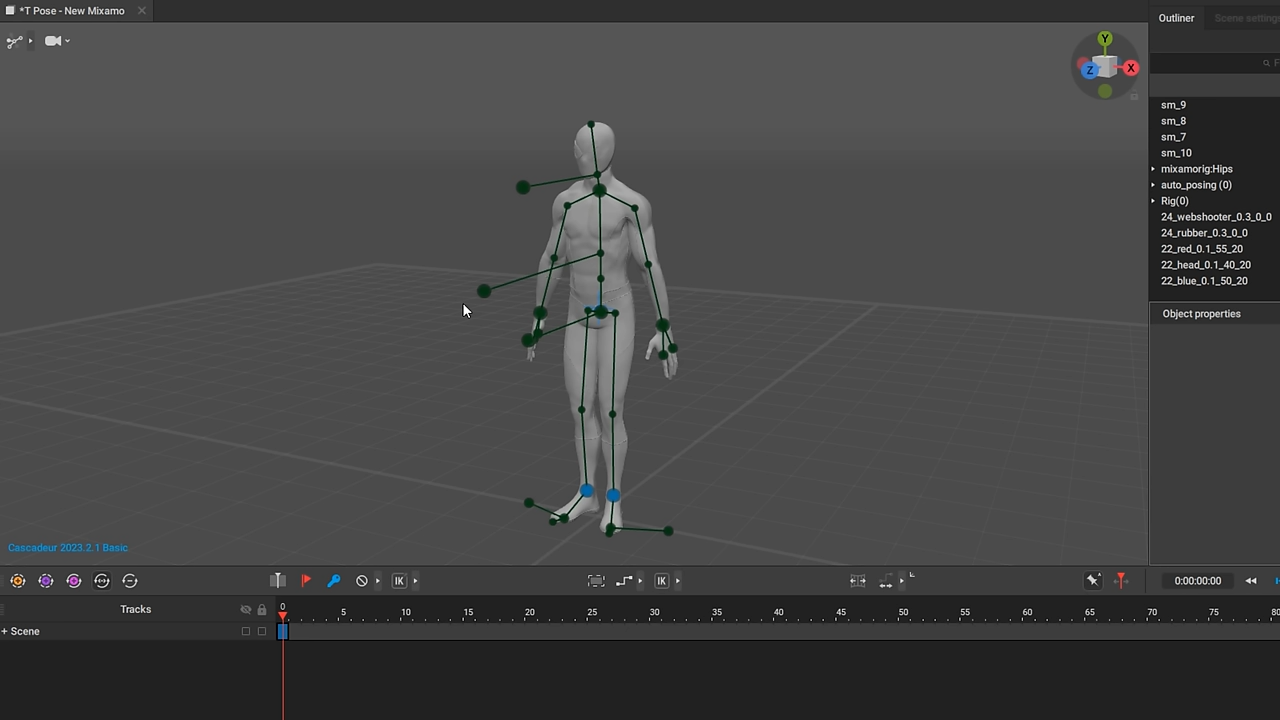 *T Pose - New Mixamo
Outliner
Scene settings
Y
Z
X
F
sm_9
sm_8
sm_7
sm_10
mixamorig:Hips
auto_posing (0)
Rig(0)
24_webshooter_0.3_0_0
24_rubber_0.3_0_0
22_red_0.1_55_20
22_head_0.1_40_20
22_blue_0.1_50_20
Object properties
Cascadeur 2023.2.1 Basic
IK
IK
0:00:00:00
Tracks
0 5 10 15 20 25 30 35 40 45 50 55 60 65 70 75 80
+ Scene